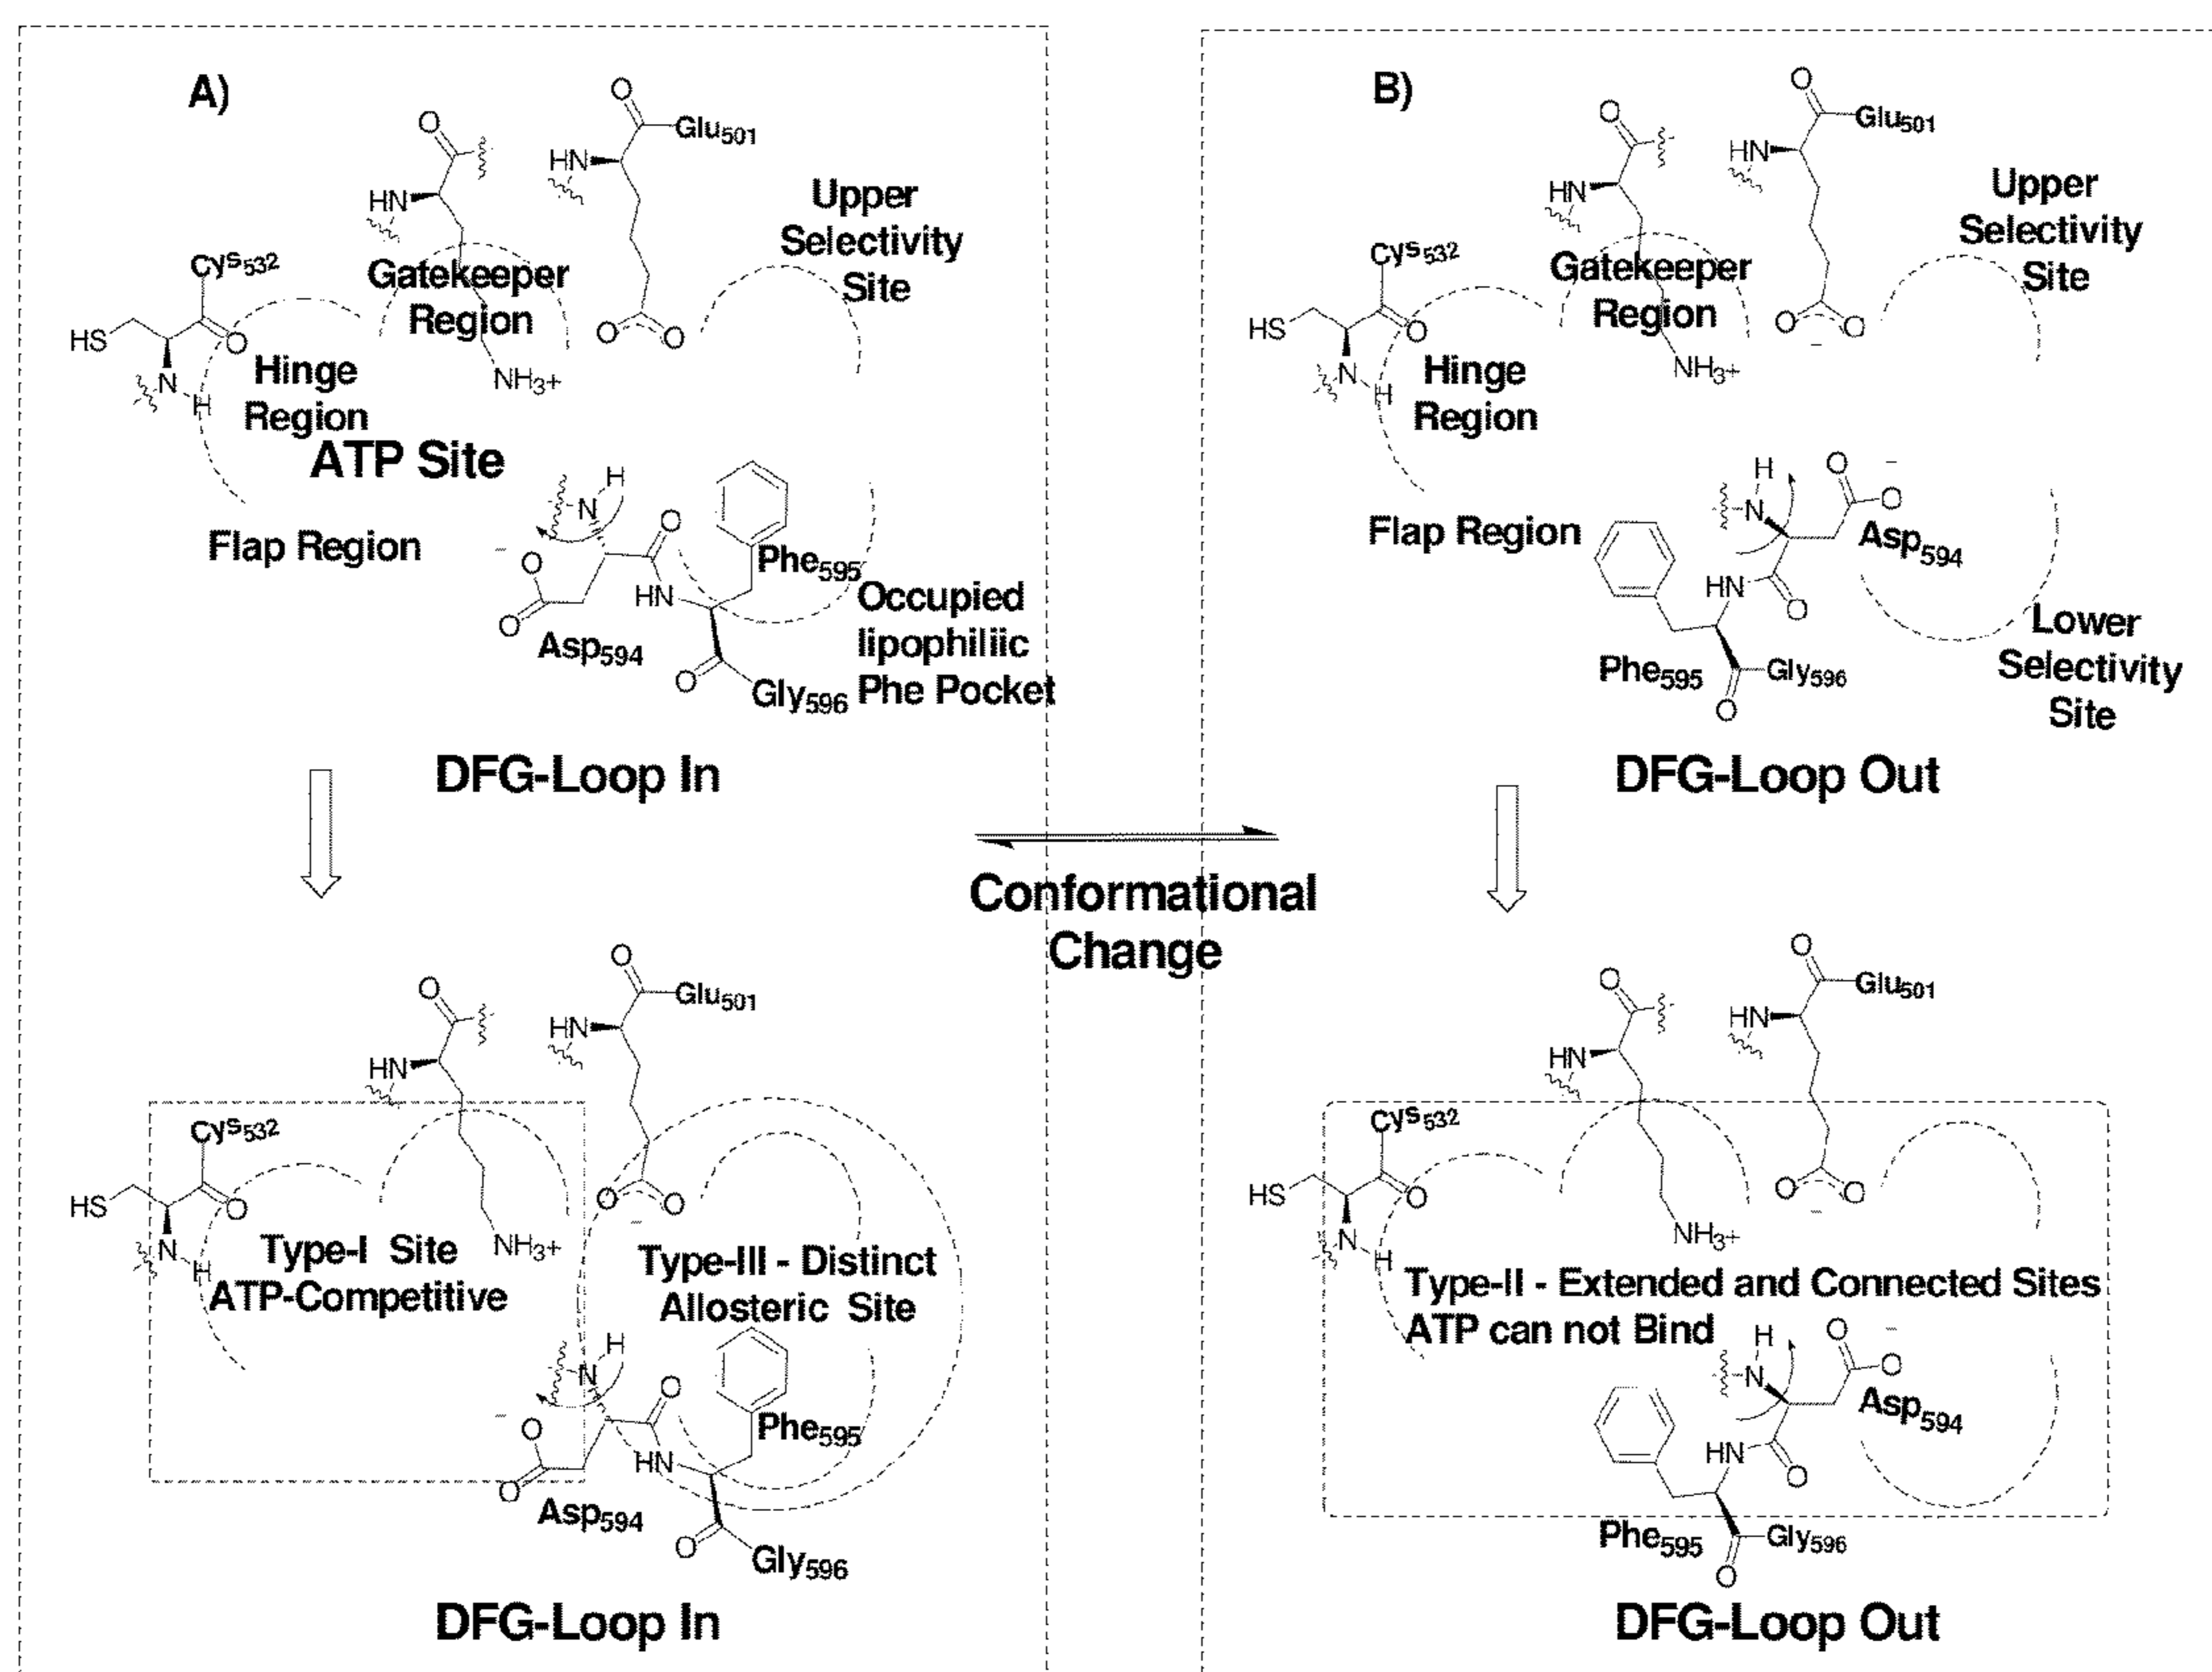 A)
O
Glu501
O
HN
HN
Upper
Selectivity
Site
Cys532
Gatekeeper
Region
HS
O
O
O
N
H
Hinge
Region
NH3+
ATP Site
H
N
O
Flap Region
Phe595
-
O
O
HN
Occupied
lipophiliic
Phe Pocket
Asp594
O
Gly596
DFG-Loop In
B)
O
Glu501
O
HN
HN
Upper
Selectivity
Site
Cys532
Gatekeeper
Region
HS
O
O
O
-
N
H
Hinge
Region
NH3+
H
O
-
N
O
Flap Region
Asp594
HN
O
Lower
Selectivity
Site
Phe595
Gly596
O
DFG-Loop Out
Conformational
Change
O
Glu501
O
HN
HN
Cys532
HS
O
O
O
-
N
H
NH3+
Type-I Site
ATP-Competitive
Type-III - Distinct
Allosteric Site
H
N
O
Phe595
-
O
O
HN
Asp594
O
Gly596
DFG-Loop In
O
Glu501
O
HN
HN
Cys532
HS
O
O
O
-
N
H
NH3+
Type-II - Extended and Connected Sites
ATP can not Bind
H
O
-
N
O
Asp594
HN
O
Phe595
Gly596
O
DFG-Loop Out